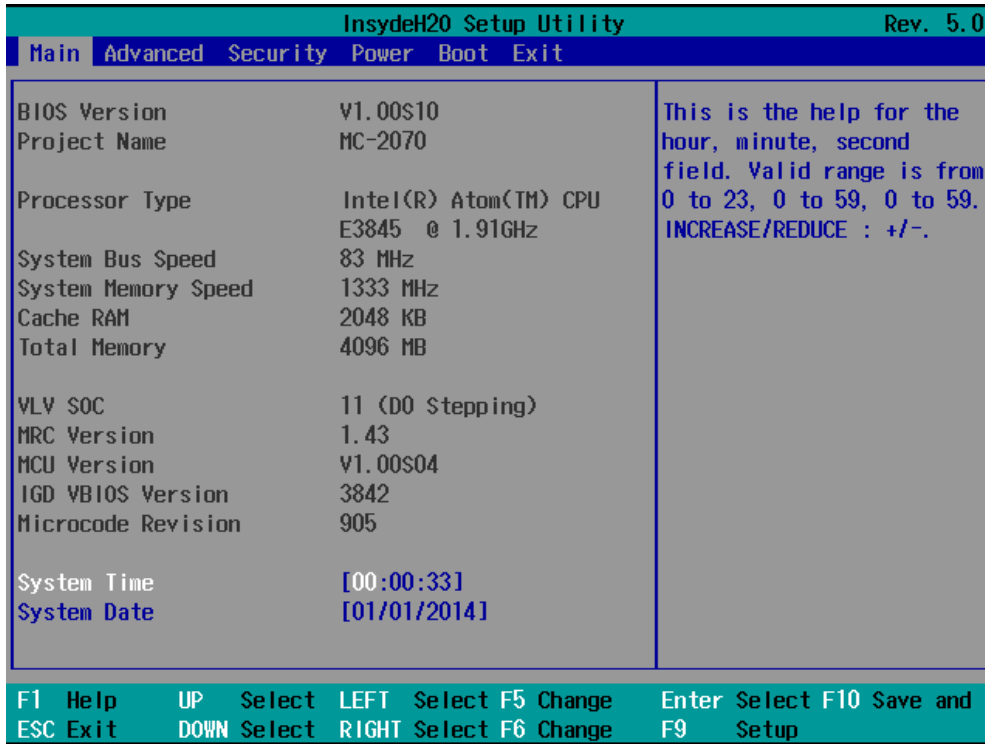 InsydeH20 Setup Utility Rev. 5.0
Main Advanced Security Power Boot Exit
BIOS Version V1.00S10
Project Name MC-2070
Processor Type Intel(R) Atom(TM) CPU
E3845 @ 1.91GHz
System Bus Speed 83 MHz
System Memory Speed 1333 MHz
Cache RAM 2048 KB
Total Memory 4096 MB
VLV SOC 11 (D0 Stepping)
MRC Version 1.43
MCU Version V1.00S04
IGD VBIOS Version 3842
Microcode Revision 905
System Time [00:00:33]
System Date [01/01/2014]
This is the help for the
hour, minute, second
field. Valid range is from
0 to 23, 0 to 59, 0 to 59.
INCREASE/REDUCE : +/-.
F1 Help UP Select LEFT Select F5 Change Enter Select F10 Save and
ESC Exit DOWN Select RIGHT Select F6 Change F9 Setup